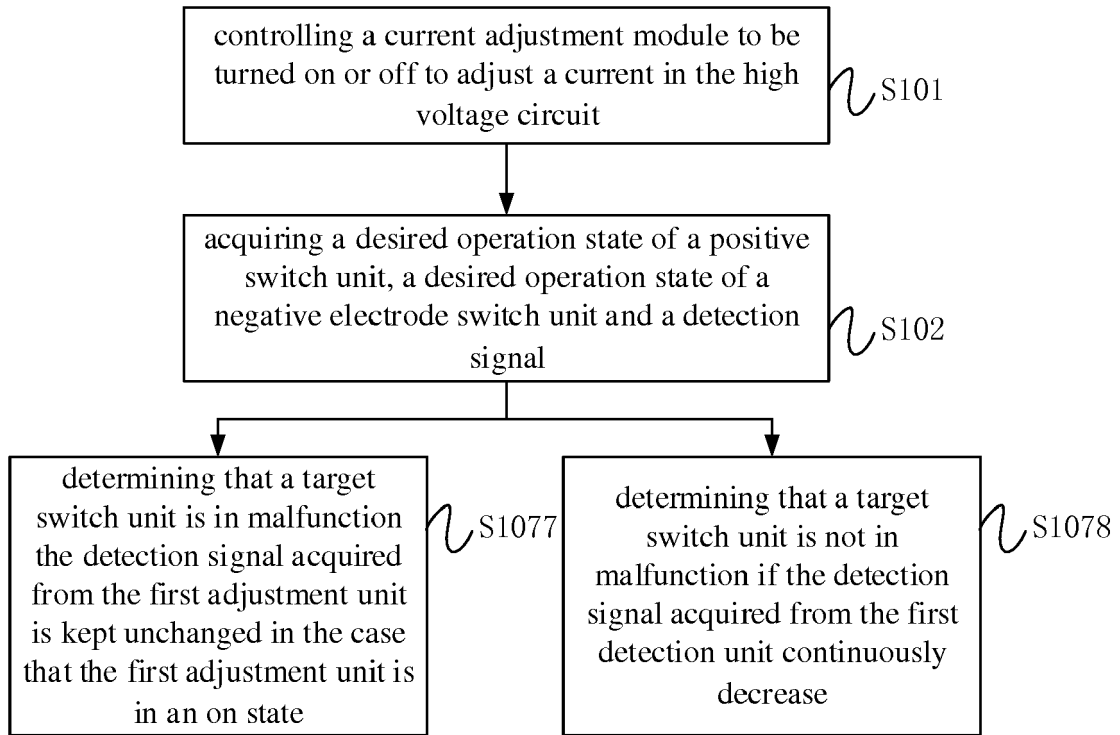 controlling a current adjustment module to be
turned on or off to adjust a current in the high
voltage circuit
S101
acquiring a desired operation state of a positive
switch unit, a desired operation state of a
negative electrode switch unit and a detection
signal
S102
determining that a target
switch unit is in malfunction
the detection signal acquired
from the first adjustment unit
is kept unchanged in the case
that the first adjustment unit is
in an on state
S1077
determining that a target
switch unit is not in
malfunction if the detection
signal acquired from the first
detection unit continuously
decrease
S1078